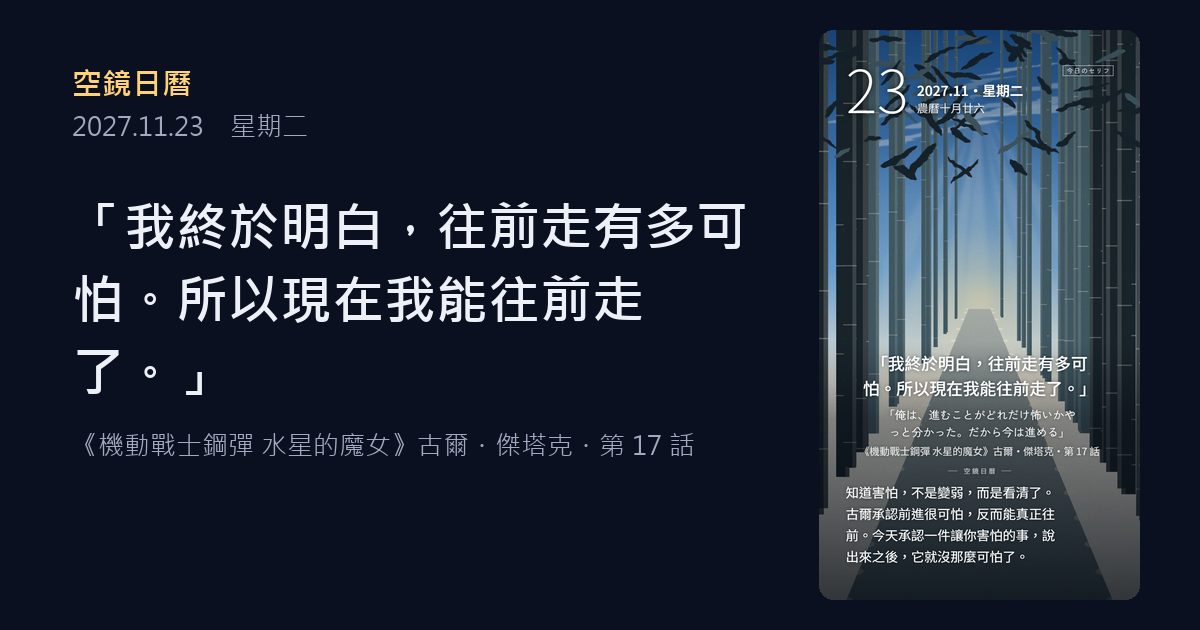 空鏡日曆
2027.11.23 星期二
「我終於明白，往前走有多可
怕。所以現在我能往前走
了。」
《機動戰士鋼彈 水星的魔女》古爾．傑塔克．第 17 話
23
2027.11・星期二
農曆十月廿六
今日のセリフ
「我終於明白，往前走有多可
怕。所以現在我能往前走了。」
「俺は、進むことがどれだけ怖いかや
っと分かった。だから今は進める」
《機動戰士鋼彈 水星的魔女》古爾・傑塔克・第 17 話
— 空鏡日曆 —
知道害怕，不是變弱，而是看清了。
古爾承認前進很可怕，反而能真正往
前。今天承認一件讓你害怕的事，說
出來之後，它就沒那麼可怕了。